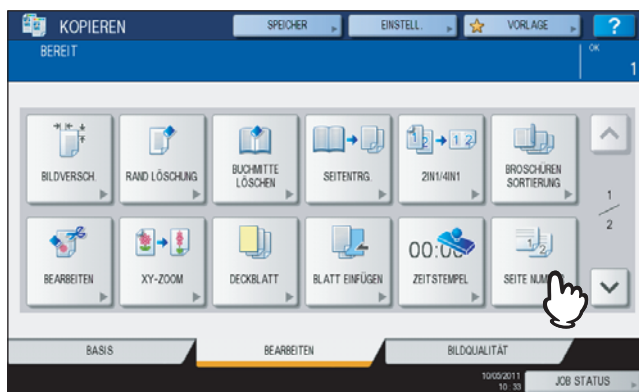 KOPIEREN
SPEICHER
EINSTELL.
VORLAGE
?
BEREIT
OK
1
BILDVERSCH.
RAND LÖSCHUNG
BUCHMITTE
LÖSCHEN
SEITENTRG.
2IN1/4IN1
BROSCHÜREN
SORTIERUNG
1
2
BEARBEITEN
XY-ZOOM
DECKBLATT
BLATT EINFÜGEN
ZEITSTEMPEL
SEITE
BASIS
BEARBEITEN
BILDQUALITÄT
10/05/2011
10 33
JOB STATUS